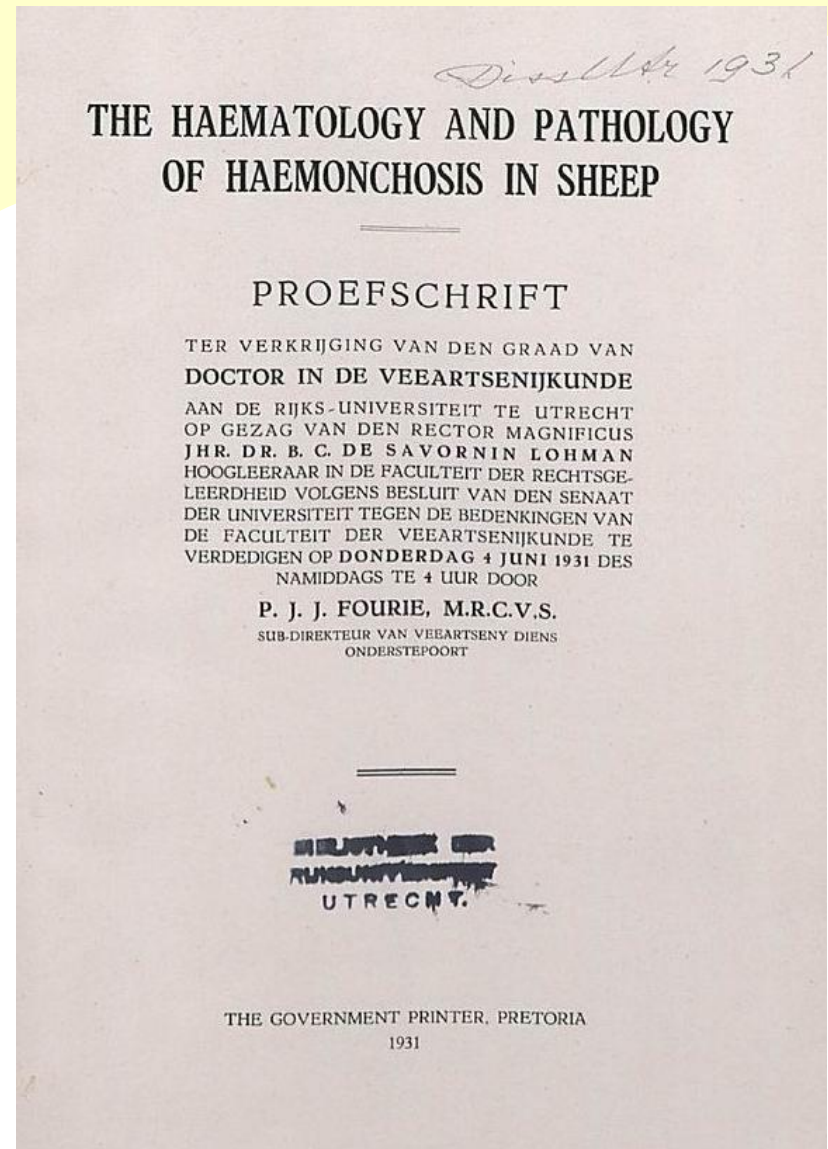 Diss Utr 1931
THE HAEMATOLOGY AND PATHOLOGY
OF HAEMONCHOSIS IN SHEEP
PROEFSCHRIFT
TER VERKRIJGING VAN DEN GRAAD VAN
DOCTOR IN DE VEEARTSENIJKUNDE
AAN DE RIJKS-UNIVERSITEIT TE UTRECHT
OP GEZAG VAN DEN RECTOR MAGNIFICUS
JHR. DR. B. C. DE SAVORNIN LOHMAN
HOOGLEERAAR IN DE FACULTEIT DER RECHTSGE-
LEERDHEID VOLGENS BESLUIT VAN DEN SENAAT
DER UNIVERSITEIT TEGEN DE BEDENKINGEN VAN
DE FACULTEIT DER VEEARTSENIJKUNDE TE
VERDEDIGEN OP DONDERDAG 4 JUNI 1931 DES
NAMIDDAGS TE 4 UUR DOOR
P. J. J. FOURIE, M.R.C.V.S.
SUB-DIREKTEUR VAN VEEARTSENY DIENS
ONDERSTEPOORT
BIBLIOTHEEK DER
RIJKSUNIVERSITEIT
UTRECHT.
THE GOVERNMENT PRINTER, PRETORIA
1931